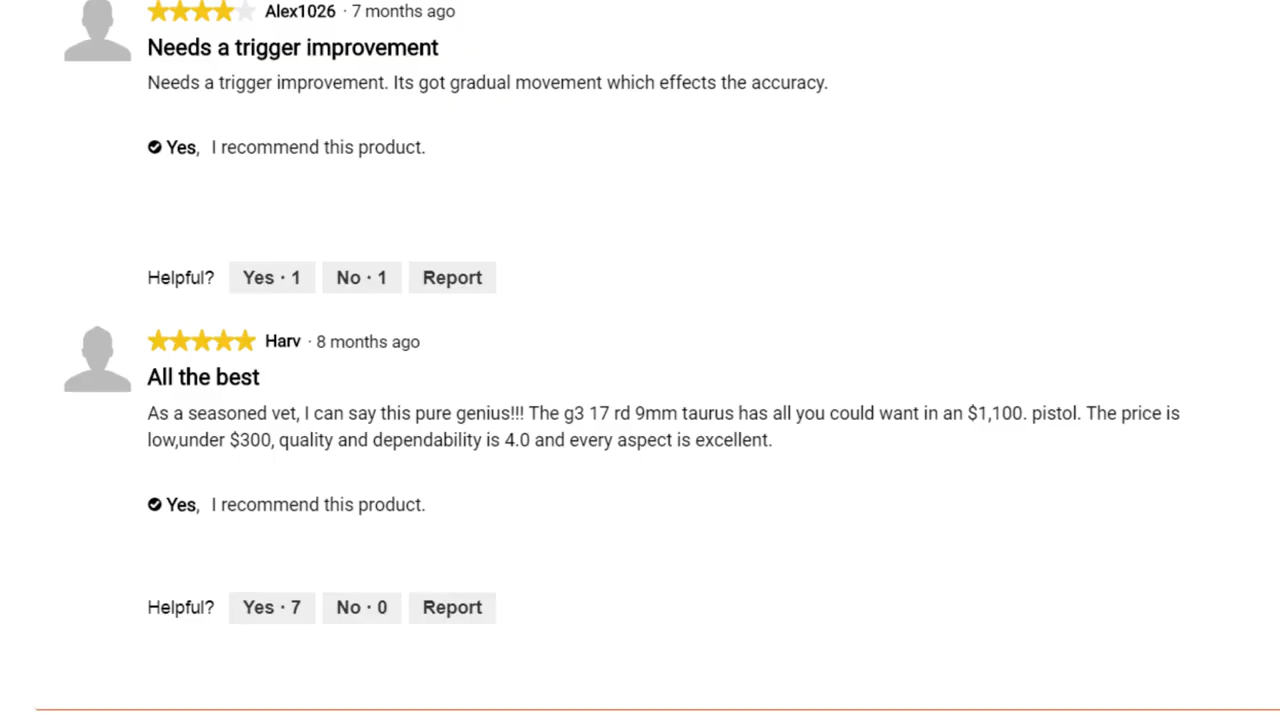 Alex1026 · 7 months ago
Needs a trigger improvement
Needs a trigger improvement. Its got gradual movement which effects the accuracy.
Yes, I recommend this product.
Helpful? Yes · 1 No · 1 Report
Harv · 8 months ago
All the best
As a seasoned vet, I can say this pure genius!!! The g3 17 rd 9mm taurus has all you could want in an $1,100. pistol. The price is
low,under $300, quality and dependability is 4.0 and every aspect is excellent.
Yes, I recommend this product.
Helpful? Yes · 7 No · 0 Report